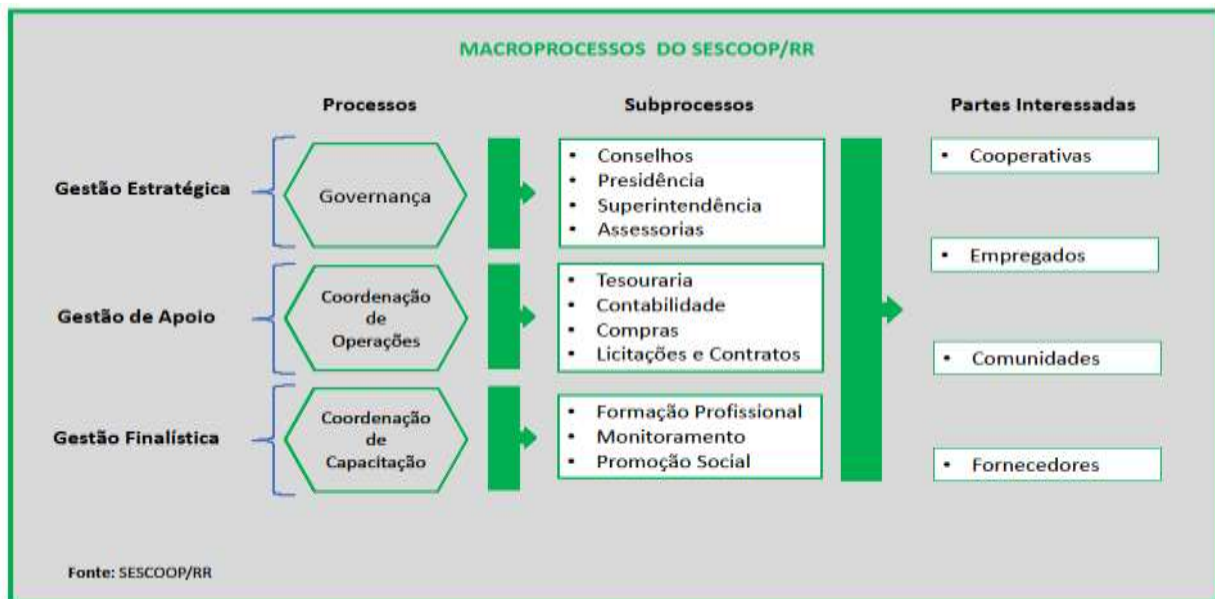 MACROPROCESSOS DO SESCOOP/RR
Processos
Subprocessos
Partes Interessadas
Gestão Estratégica
Governança
• Conselhos
• Presidência
• Superintendência
• Assessorias
Gestão de Apoio
Coordenação
de
Operações
• Tesouraria
• Contabilidade
• Compras
• Licitações e Contratos
Gestão Finalística
Coordenação
de
Capacitação
• Formação Profissional
• Monitoramento
• Promoção Social
• Cooperativas
• Empregados
• Comunidades
• Fornecedores
Fonte: SESCOOP/RR